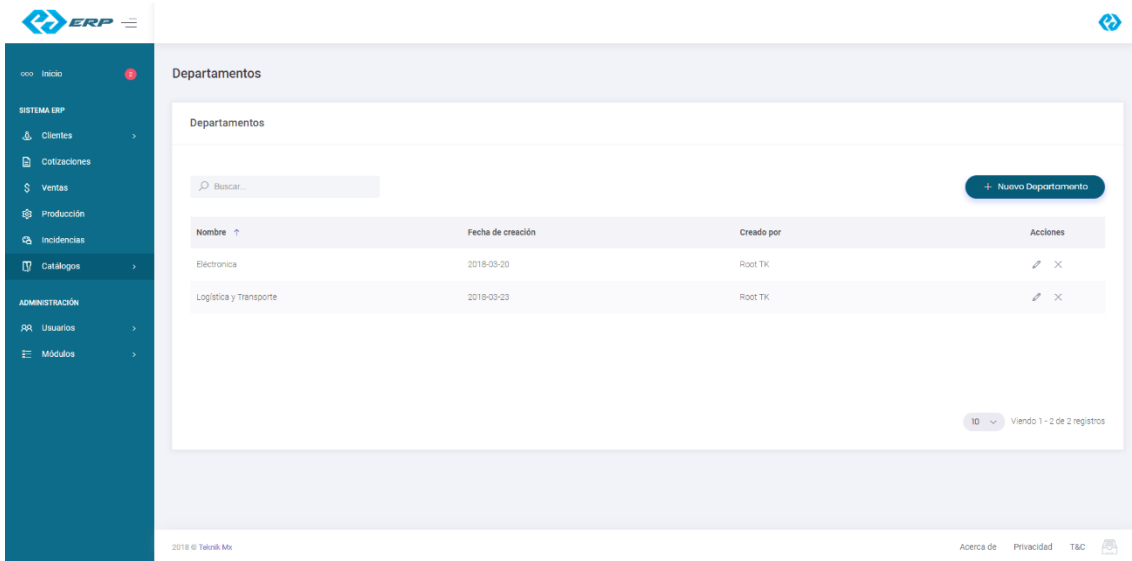 ERP
Inicio 2
SISTEMA ERP
Clientes
Cotizaciones
Ventas
Producción
Incidencias
Catálogos
ADMINISTRACIÓN
Usuarios
Módulos
Departamentos
Departamentos
Buscar...
+ Nuevo Departamento
Nombre ↑ Fecha de creación Creado por Acciones
Eléctronica 2018-03-20 Root TK
Logística y Transporte 2018-03-23 Root TK
10 Viendo 1 - 2 de 2 registros
2018 © Teknik Mx Acerca de Privacidad T&C